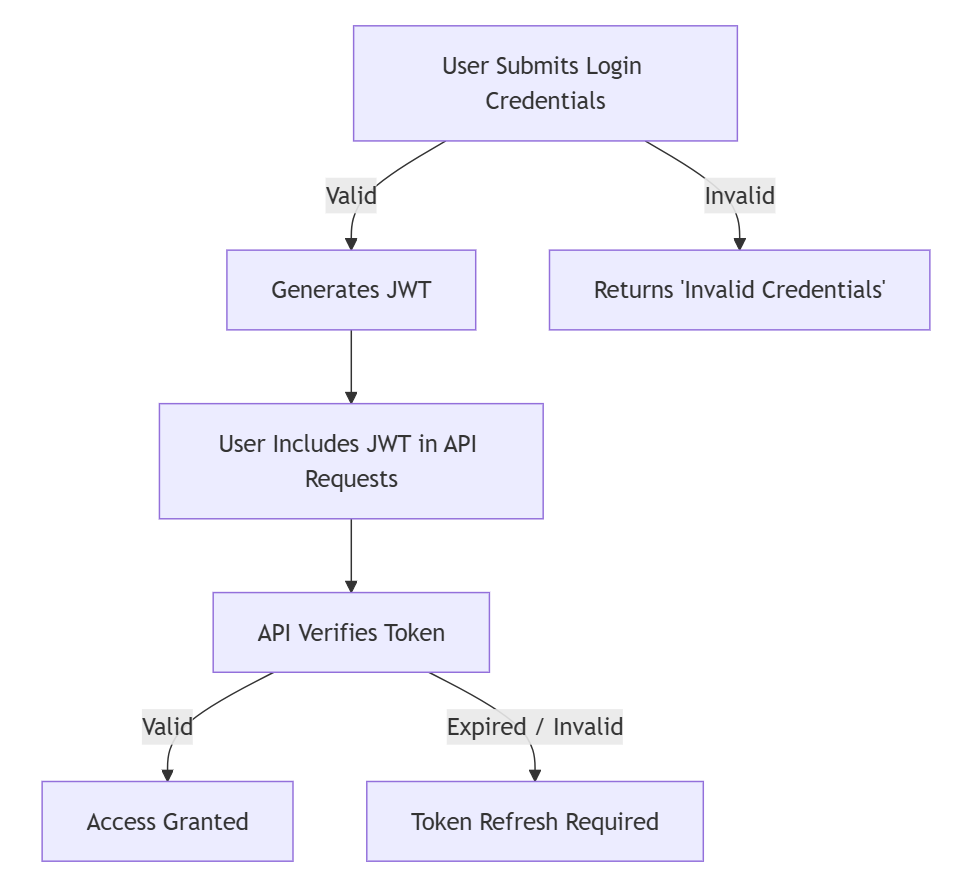 User Submits Login
Credentials
Valid
Invalid
Generates JWT
Returns 'Invalid Credentials'
User Includes JWT in API
Requests
API Verifies Token
Valid
Expired / Invalid
Access Granted
Token Refresh Required